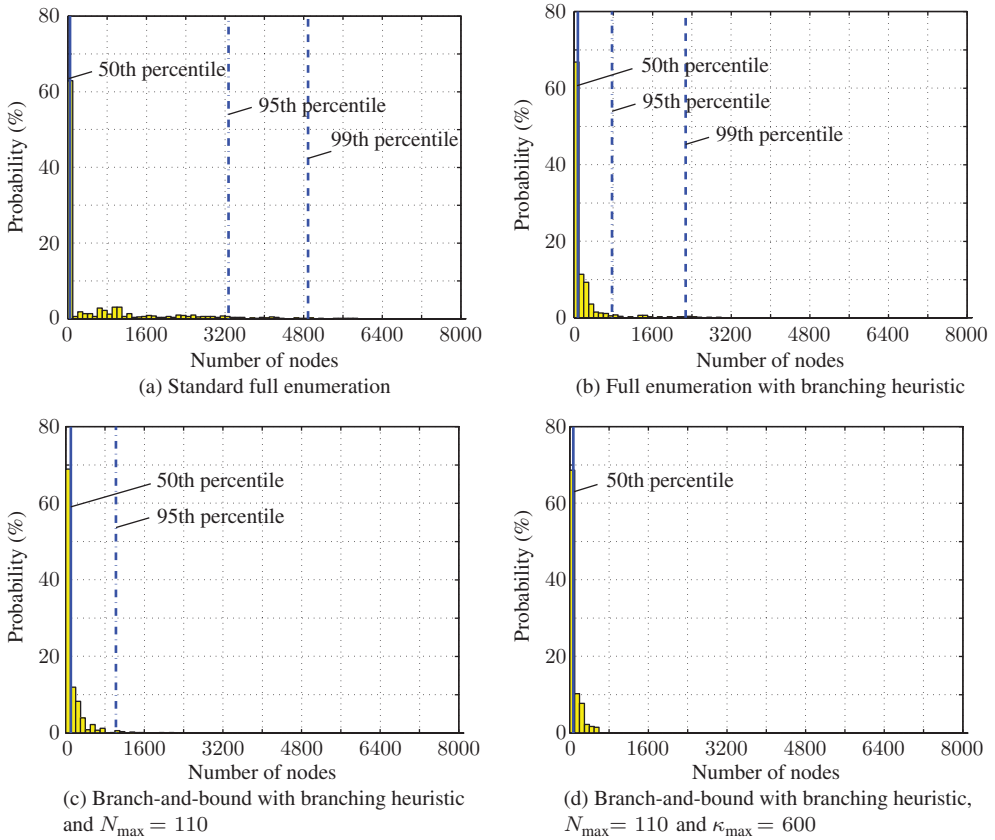 80
60
40
20
0
Probability (%)
50th percentile
95th percentile
99th percentile
0 1600 3200 4800 6400 8000
Number of nodes
(a) Standard full enumeration
80
60
40
20
0
Probability (%)
50th percentile
95th percentile
99th percentile
0 1600 3200 4800 6400 8000
Number of nodes
(b) Full enumeration with branching heuristic
80
60
40
20
0
Probability (%)
50th percentile
95th percentile
0 1600 3200 4800 6400 8000
Number of nodes
(c) Branch-and-bound with branching heuristic
and N_max = 110
80
60
40
20
0
Probability (%)
50th percentile
0 1600 3200 4800 6400 8000
Number of nodes
(d) Branch-and-bound with branching heuristic,
N_max = 110 and κ_max = 600